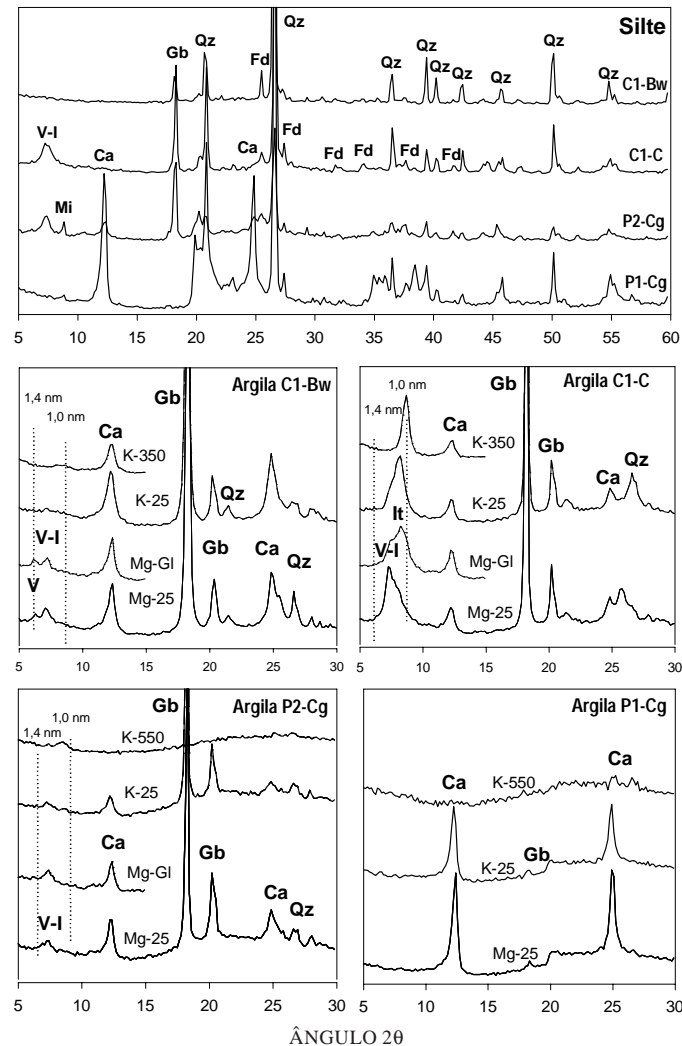 Silte
Qz
Gb
Qz
Fd
Qz
Qz
Qz
Qz
Qz
Qz
Qz
C1-Bw
V-I
Ca
Ca
Fd
Fd
Fd
Fd
Fd
C1-C
Mi
P2-Cg
P1-Cg
5 10 15 20 25 30 35 40 45 50 55 60
Argila C1-Bw
1,4 nm
1,0 nm
Gb
Ca
K-350
K-25
Qz
V-I
Mg-Gl
Gb
Ca
Qz
V
Mg-25
5 10 15 20 25 30
Argila C1-C
1,0 nm
1,4 nm
Gb
Ca
K-350
Gb
Ca
Qz
K-25
It
V-I
Mg-Gl
Mg-25
5 10 15 20 25 30
Argila P2-Cg
Gb
1,4 nm
1,0 nm
K-550
K-25
Ca
Mg-Gl
Gb
Ca
Qz
V-I
Mg-25
5 10 15 20 25 30
Argila P1-Cg
Ca
K-550
Ca
K-25
Gb
Mg-25
5 10 15 20 25 30
ÂNGULO 2θ